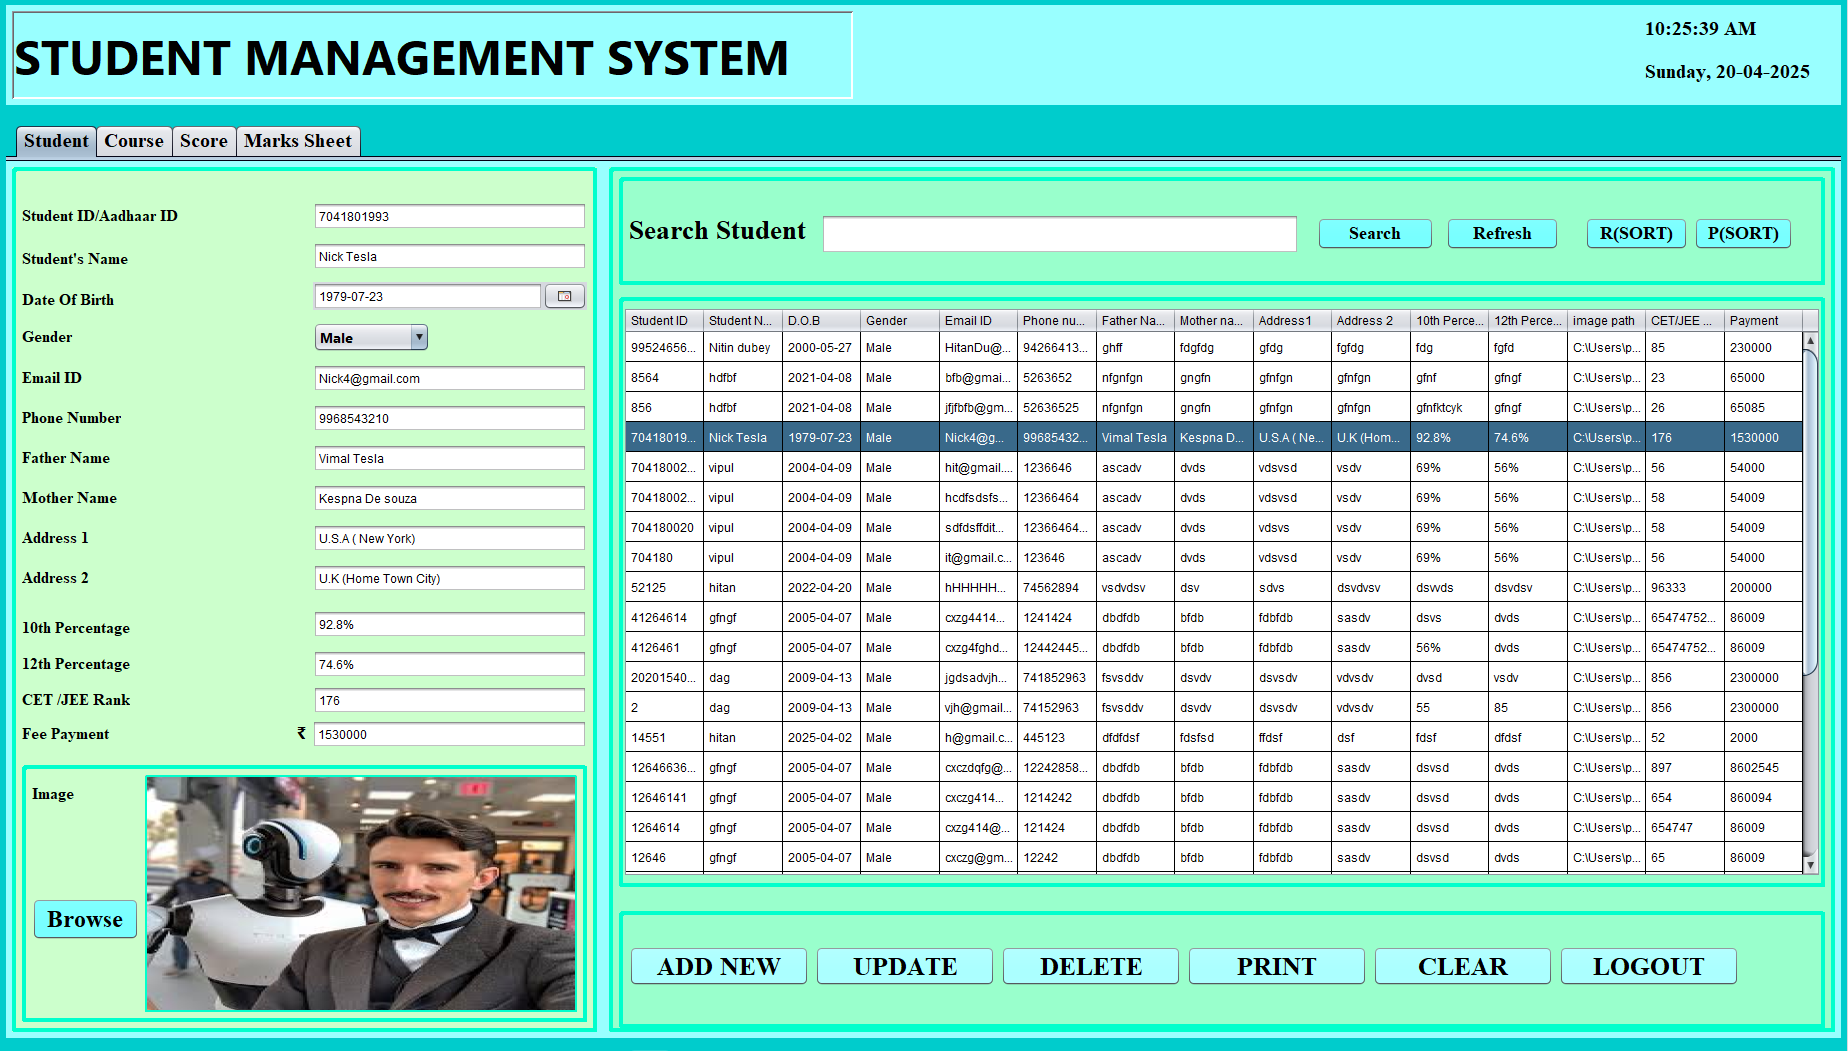 STUDENT MANAGEMENT SYSTEM
10:25:39 AM
Sunday, 20-04-2025
Student Course Score Marks Sheet
Student ID/Aadhaar ID 7041801993
Student's Name Nick Tesla
Date Of Birth 1979-07-23
Gender Male
Email ID Nick4@gmail.com
Phone Number 9968543210
Father Name Vimal Tesla
Mother Name Kespna De souza
Address 1 U.S.A ( New York)
Address 2 U.K (Home Town City)
10th Percentage 92.8%
12th Percentage 74.6%
CET /JEE Rank 176
Fee Payment ₹ 1530000
Image
Browse
Search Student Search Refresh R(SORT) P(SORT)
Student ID Student N... D.O.B Gender Email ID Phone nu... Father Na... Mother na... Address1 Address 2 10th Perce... 12th Perce... image path CET/JEE ... Payment
99524656... Nitin dubey 2000-05-27 Male HitanDu@... 94266413... ghff fdgfdg gfdg fgfdg fdg fgfd C:\Users\p... 85 230000
8564 hdfbf 2021-04-08 Male bfb@gmai... 5263652 nfgnfgn gngfn gfnfgn gfnfgn gfnf gfngf C:\Users\p... 23 65000
856 hdfbf 2021-04-08 Male jfjfbfb@gm... 52636525 nfgnfgn gngfn gfnfgn gfnfgn gfnfktcyk gfngf C:\Users\p... 26 65085
70418019... Nick Tesla 1979-07-23 Male Nick4@g... 99685432... Vimal Tesla Kespna D... U.S.A ( Ne... U.K (Hom... 92.8% 74.6% C:\Users\p... 176 1530000
70418002... vipul 2004-04-09 Male hit@gmail.... 1236646 ascadv dvds vdsvsd vsdv 69% 56% C:\Users\p... 56 54000
70418002... vipul 2004-04-09 Male hcdfsdsfs... 12366464 ascadv dvds vdsvsd vsdv 69% 56% C:\Users\p... 58 54009
704180020 vipul 2004-04-09 Male sdfdsffdit... 12366464... ascadv dvds vdsvs vsdv 69% 56% C:\Users\p... 58 54009
704180 vipul 2004-04-09 Male it@gmail.c... 123646 ascadv dvds vdsvsd vsdv 69% 56% C:\Users\p... 56 54000
52125 hitan 2022-04-20 Male hHHHHH... 74562894 vsdvdsv dsv sdvs dsvdvsv dswds dsvdsv C:\Users\p... 96333 200000
41264614 gfngf 2005-04-07 Male cxzg4414... 1241424 dbdfdb bfdb fdbfdb sasdv dsvs dvds C:\Users\p... 65474752... 86009
4126461 gfngf 2005-04-07 Male cxzg4fghd... 12442445... dbdfdb bfdb fdbfdb sasdv 56% dvds C:\Users\p... 65474752... 86009
20201540... dag 2009-04-13 Male jgdsadvjh... 741852963 fsvsddv dsvdv dsvsdv vdvsdv dvsd vsdv C:\Users\p... 856 2300000
2 dag 2009-04-13 Male vjh@gmail... 74152963 fsvsddv dsvdv dsvsdv vdvsdv 55 85 C:\Users\p... 856 2300000
14551 hitan 2025-04-02 Male h@gmail.c... 445123 dfdfdsf fdsfsd ffdsf dsf fdsf dfdsf C:\Users\p... 52 2000
12646636... gfngf 2005-04-07 Male cxczdqfg@... 12242858... dbdfdb bfdb fdbfdb sasdv dsvsd dvds C:\Users\p... 897 8602545
12646141 gfngf 2005-04-07 Male cxczg414... 1214242 dbdfdb bfdb fdbfdb sasdv dsvsd dvds C:\Users\p... 654 860094
1264614 gfngf 2005-04-07 Male cxzg414@... 121424 dbdfdb bfdb fdbfdb sasdv dsvsd dvds C:\Users\p... 654747 86009
12646 gfngf 2005-04-07 Male cxczg@gm... 12242 dbdfdb bfdb fdbfdb sasdv dsvsd dvds C:\Users\p... 65 86009
ADD NEW UPDATE DELETE PRINT CLEAR LOGOUT